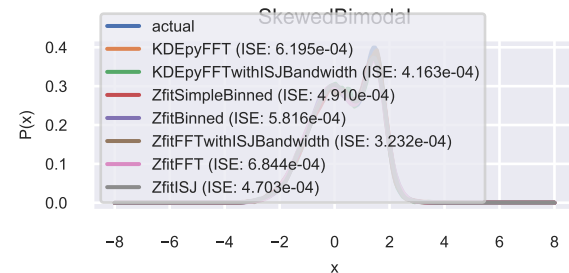 SkewedBimodal
actual
KDEpyFFT (ISE: 6.195e-04)
KDEpyFFTwithISJBandwidth (ISE: 4.163e-04)
ZfitSimpleBinned (ISE: 4.910e-04)
ZfitBinned (ISE: 5.816e-04)
ZfitFFTwithISJBandwidth (ISE: 3.232e-04)
ZfitFFT (ISE: 6.844e-04)
ZfitISJ (ISE: 4.703e-04)
P(x)
0.4
0.3
0.2
0.1
0.0
−8 −6 −4 −2 0 2 4 6 8
x